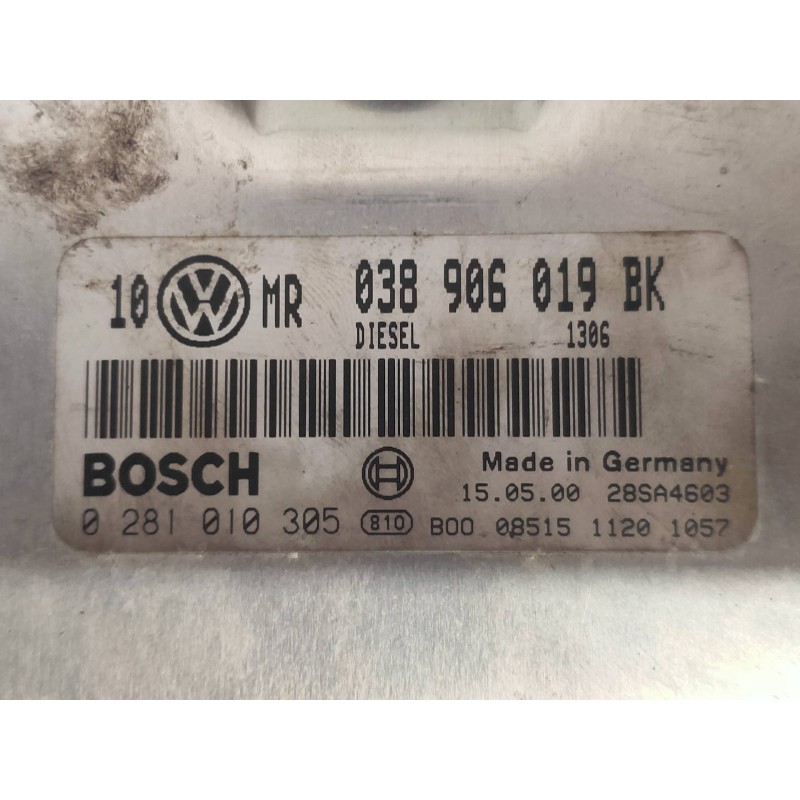 10 VW MR 038 906 019 BK
DIESEL 1306
BOSCH Made in Germany
15.05.00 28SA4603
0 281 010 305 810 B00 08515 1120 1057